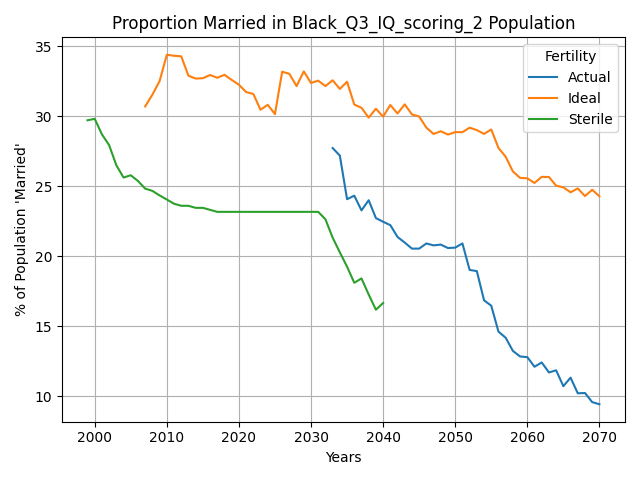 Proportion Married in Black_Q3_IQ_scoring_2 Population
Fertility
Actual
Ideal
Sterile
% of Population 'Married'
35
30
25
20
15
10
2000 2010 2020 2030 2040 2050 2060 2070
Years